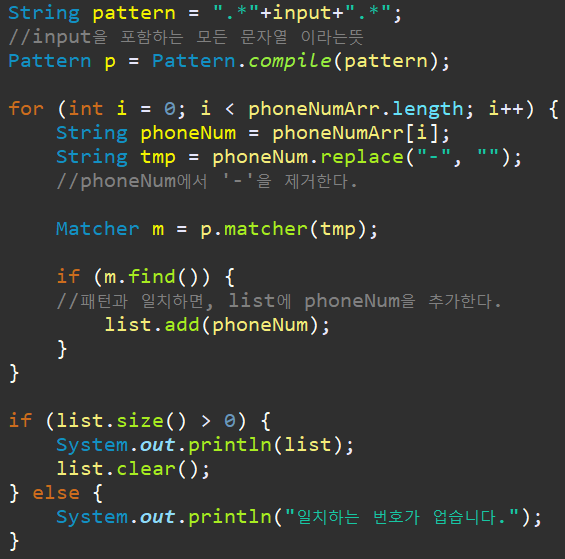 String pattern = ".*"+input+".*";
//input을 포함하는 모든 문자열 이라는뜻
Pattern p = Pattern.compile(pattern);
for (int i = 0; i < phoneNumArr.length; i++) {
String phoneNum = phoneNumArr[i];
String tmp = phoneNum.replace("-", "");
//phoneNum에서 '-'을 제거한다.
Matcher m = p.matcher(tmp);
if (m.find()) {
//패턴과 일치하면, list에 phoneNum을 추가한다.
list.add(phoneNum);
}
}
if (list.size() > 0) {
System.out.println(list);
list.clear();
} else {
System.out.println("일치하는 번호가 업습니다.");
}